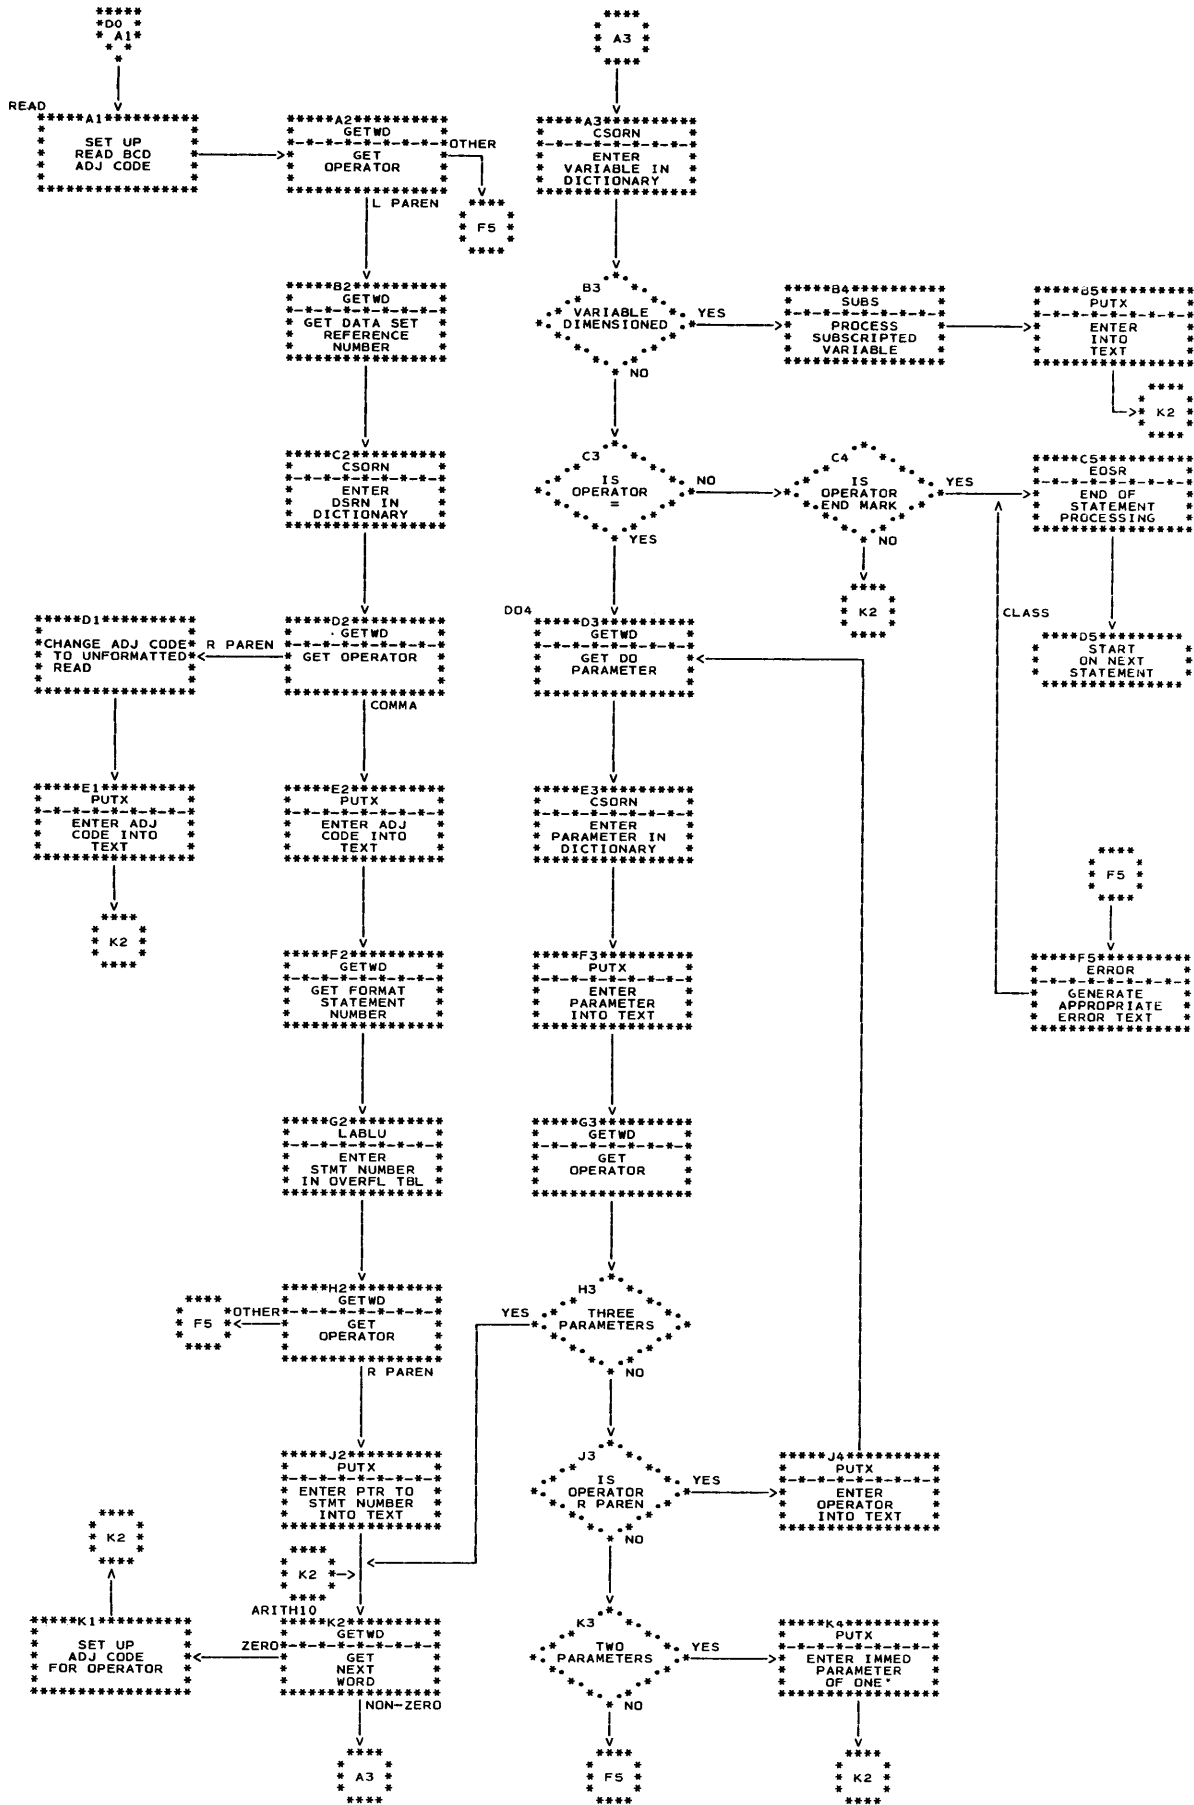 D0
A1
A3
READ
A1
SET UP
READ BCD
ADJ CODE
A2
GETWD
GET
OPERATOR
OTHER
F5
L PAREN
A3
CSORN
ENTER
VARIABLE IN
DICTIONARY
B2
GETWD
GET DATA SET
REFERENCE
NUMBER
B3
VARIABLE
DIMENSIONED
YES
NO
B4
SUBS
PROCESS
SUBSCRIPTED
VARIABLE
B5
PUTX
ENTER
INTO
TEXT
K2
C2
CSORN
ENTER
DSRN IN
DICTIONARY
C3
IS
OPERATOR
=
NO
YES
C4
IS
OPERATOR
END MARK
YES
NO
K2
C5
EOSR
END OF
STATEMENT
PROCESSING
CLASS
D1
CHANGE ADJ CODE
TO UNFORMATTED
READ
R PAREN
D2
GETWD
GET OPERATOR
COMMA
D04
D3
GETWD
GET DO
PARAMETER
D5
START
ON NEXT
STATEMENT
E1
PUTX
ENTER ADJ
CODE INTO
TEXT
K2
E2
PUTX
ENTER ADJ
CODE INTO
TEXT
E3
CSORN
ENTER
PARAMETER IN
DICTIONARY
F5
F2
GETWD
GET FORMAT
STATEMENT
NUMBER
F3
PUTX
ENTER
PARAMETER
INTO TEXT
F5
ERROR
GENERATE
APPROPRIATE
ERROR TEXT
G2
LABLU
ENTER
STMT NUMBER
IN OVERFL TBL
G3
GETWD
GET
OPERATOR
F5
OTHER
H2
GETWD
GET
OPERATOR
R PAREN
H3
THREE
PARAMETERS
YES
NO
J2
PUTX
ENTER PTR TO
STMT NUMBER
INTO TEXT
J3
IS
OPERATOR
R PAREN
YES
NO
J4
PUTX
ENTER
OPERATOR
INTO TEXT
K2
K2
ARITH10
K1
SET UP
ADJ CODE
FOR OPERATOR
ZERO
K2
GETWD
GET
NEXT
WORD
NON-ZERO
A3
K3
TWO
PARAMETERS
YES
NO
F5
K4
PUTX
ENTER IMMED
PARAMETER
OF ONE"
K2